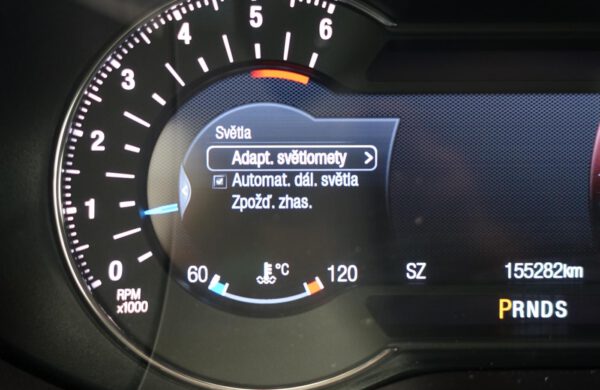 5
6
4
3
2
1
0
RPM
x1000
Světla
Adapt. světlomety
Automat. dál. světla
Zpožď. zhas.
60 °C 120
SZ 155282km
PRNDS